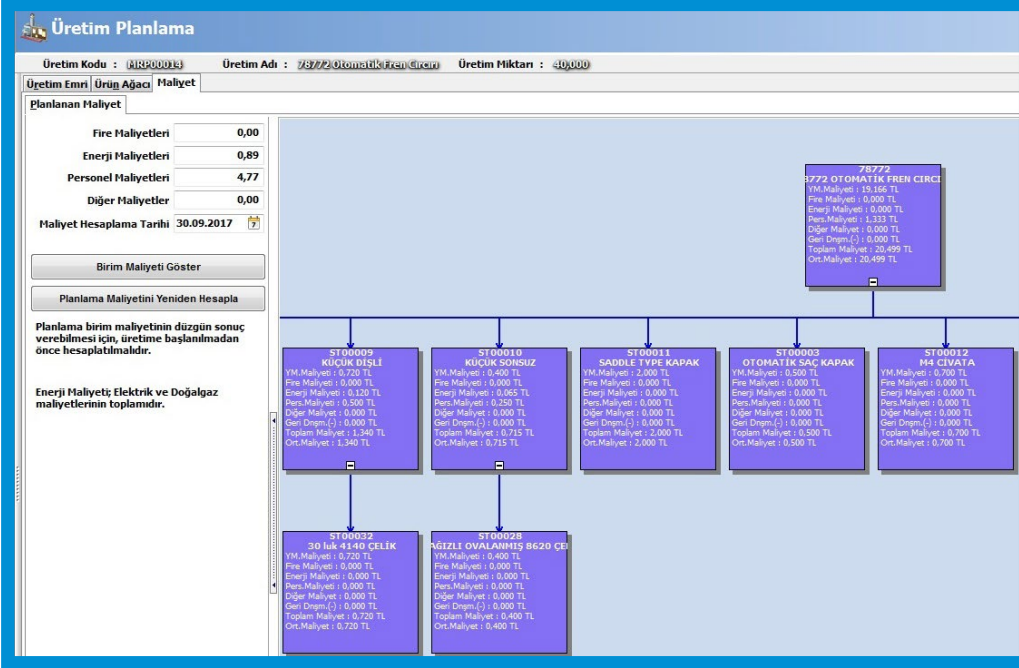 Üretim Planlama
Üretim Kodu : MRP00014 Üretim Adı : 78772 Otomatik Fren Cırcırı Üretim Miktarı : 40,000
Üretim Emri Ürün Ağacı Maliyet
Planlanan Maliyet
Fire Maliyetleri 0,00
Enerji Maliyetleri 0,89
Personel Maliyetleri 4,77
Diğer Maliyetler 0,00
Maliyet Hesaplama Tarihi 30.09.2017
Birim Maliyeti Göster
Planlama Maliyetini Yeniden Hesapla
Planlama birim maliyetinin düzgün sonuç
verebilmesi için, üretime başlanılmadan
önce hesaplatılmalıdır.
Enerji Maliyeti; Elektrik ve Doğalgaz
maliyetlerinin toplamıdır.
78772
8772 OTOMATİK FREN CIRCI
YM.Maliyeti : 19,166 TL
Fire Maliyeti : 0,000 TL
Enerji Maliyeti : 0,000 TL
Pers.Maliyeti : 1,333 TL
Diğer Maliyet : 0,000 TL
Geri Dnşm.(-) : 0,000 TL
Toplam Maliyet : 20,499 TL
Ort.Maliyet : 20,499 TL
ST00009
KÜÇÜK DİŞLİ
YM.Maliyeti : 0,720 TL
Fire Maliyeti : 0,000 TL
Enerji Maliyeti : 0,120 TL
Pers.Maliyeti : 0,500 TL
Diğer Maliyet : 0,000 TL
Geri Dnşm.(-) : 0,000 TL
Toplam Maliyet : 1,340 TL
Ort.Maliyet : 1,340 TL
ST00010
KÜÇÜK SONSUZ
YM.Maliyeti : 0,400 TL
Fire Maliyeti : 0,000 TL
Enerji Maliyeti : 0,065 TL
Pers.Maliyeti : 0,250 TL
Diğer Maliyet : 0,000 TL
Geri Dnşm.(-) : 0,000 TL
Toplam Maliyet : 0,715 TL
Ort.Maliyet : 0,715 TL
ST00011
SADDLE TYPE KAPAK
YM.Maliyeti : 2,000 TL
Fire Maliyeti : 0,000 TL
Enerji Maliyeti : 0,000 TL
Pers.Maliyeti : 0,000 TL
Diğer Maliyet : 0,000 TL
Geri Dnşm.(-) : 0,000 TL
Toplam Maliyet : 2,000 TL
Ort.Maliyet : 2,000 TL
ST00003
OTOMATİK SAÇ KAPAK
YM.Maliyeti : 0,500 TL
Fire Maliyeti : 0,000 TL
Enerji Maliyeti : 0,000 TL
Pers.Maliyeti : 0,000 TL
Diğer Maliyet : 0,000 TL
Geri Dnşm.(-) : 0,000 TL
Toplam Maliyet : 0,500 TL
Ort.Maliyet : 0,500 TL
ST00012
M4 CİVATA
YM.Maliyeti : 0,700 TL
Fire Maliyeti : 0,000 TL
Enerji Maliyeti : 0,000 TL
Pers.Maliyeti : 0,000 TL
Diğer Maliyet : 0,000 TL
Geri Dnşm.(-) : 0,000 TL
Toplam Maliyet : 0,700 TL
Ort.Maliyet : 0,700 TL
ST00032
30 luk 4140 ÇELİK
YM.Maliyeti : 0,720 TL
Fire Maliyeti : 0,000 TL
Enerji Maliyeti : 0,000 TL
Pers.Maliyeti : 0,000 TL
Diğer Maliyet : 0,000 TL
Geri Dnşm.(-) : 0,000 TL
Toplam Maliyet : 0,720 TL
Ort.Maliyet : 0,720 TL
ST00028
AĞIZLI OVALANMIŞ 8620 ÇE
YM.Maliyeti : 0,400 TL
Fire Maliyeti : 0,000 TL
Enerji Maliyeti : 0,000 TL
Pers.Maliyeti : 0,000 TL
Diğer Maliyet : 0,000 TL
Geri Dnşm.(-) : 0,000 TL
Toplam Maliyet : 0,400 TL
Ort.Maliyet : 0,400 TL